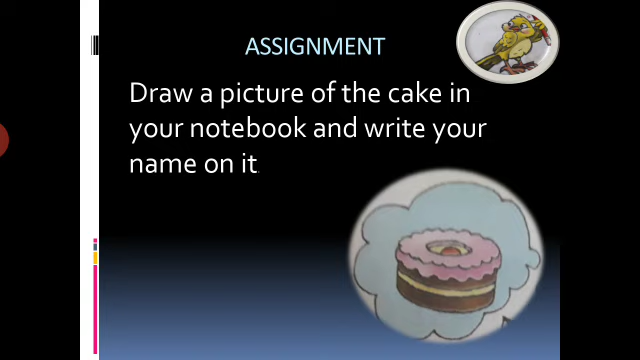 ASSIGNMENT
Draw a picture of the cake in
your notebook and write your
name on it.